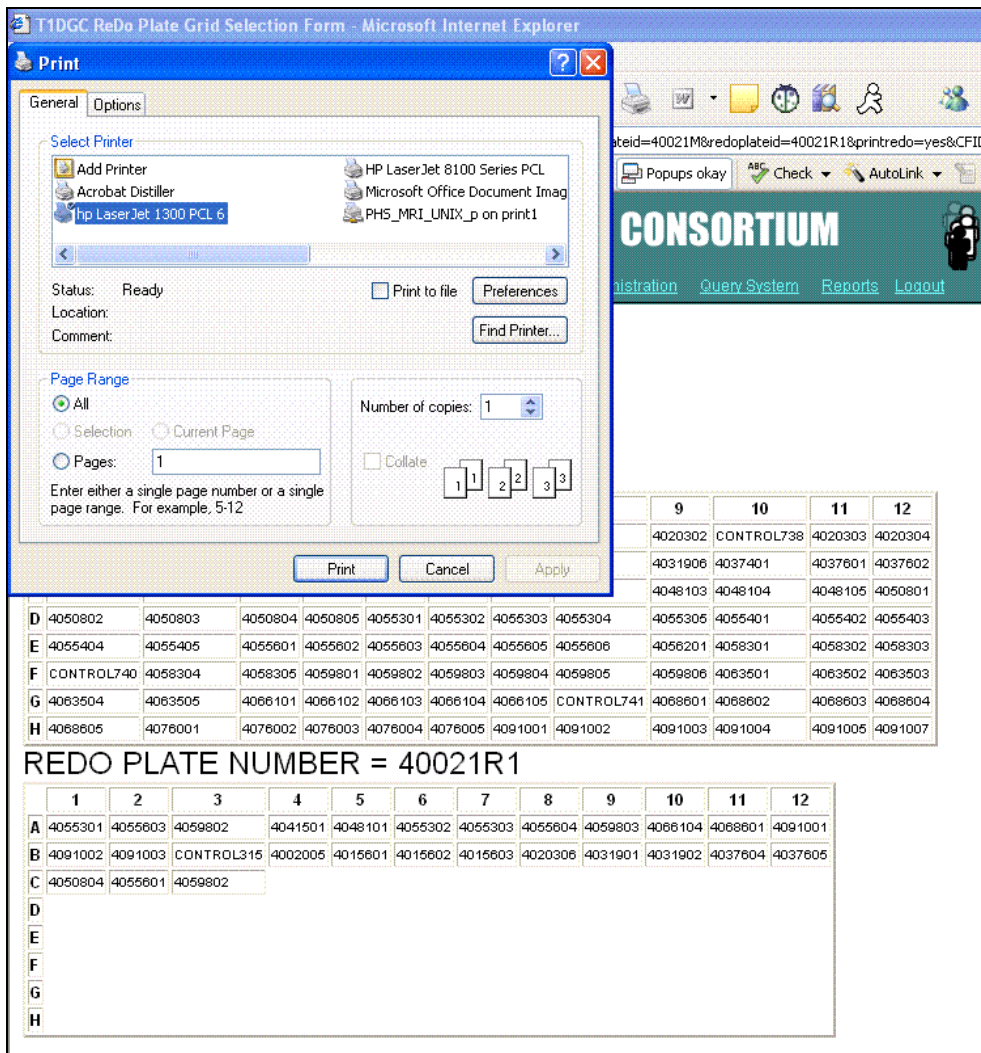 T1DGC ReDo Plate Grid Selection Form - Microsoft Internet Explorer
Print
General Options
Select Printer
Add Printer
Acrobat Distiller
hp LaserJet 1300 PCL 6
HP LaserJet 8100 Series PCL
Microsoft Office Document Imag
PHS_MRI_UNIX_p on print1
Status: Ready
Location:
Comment:
Print to file
Preferences
Find Printer...
Page Range
All
Selection Current Page
Pages: 1
Enter either a single page number or a single
page range. For example, 5-12
Number of copies: 1
Collate
1 1 2 2 3 3
Print Cancel Apply
ateid=40021M&redoplateid=40021R1&printredo=yes&CFID
Popups okay ABC Check AutoLink
CONSORTIUM
nistration Query System Reports Logout
9 10 11 12
4020302 CONTROL738 4020303 4020304
4031906 4037401 4037601 4037602
4048103 4048104 4048105 4050801
D 4050802 4050803 4050804 4050805 4055301 4055302 4055303 4055304 4055305 4055401 4055402 4055403
E 4055404 4055405 4055601 4055602 4055603 4055604 4055605 4055606 4056201 4058301 4058302 4058303
F CONTROL740 4058304 4058305 4059801 4059802 4059803 4059804 4059805 4059806 4063501 4063502 4063503
G 4063504 4063505 4066101 4066102 4066103 4066104 4066105 CONTROL741 4068601 4068602 4068603 4068604
H 4068605 4076001 4076002 4076003 4076004 4076005 4091001 4091002 4091003 4091004 4091005 4091007
REDO PLATE NUMBER = 40021R1
1 2 3 4 5 6 7 8 9 10 11 12
A 4055301 4055603 4059802 4041501 4048101 4055302 4055303 4055604 4059803 4066104 4068601 4091001
B 4091002 4091003 CONTROL315 4002005 4015601 4015602 4015603 4020306 4031901 4031902 4037604 4037605
C 4050804 4055601 4059802
D
E
F
G
H